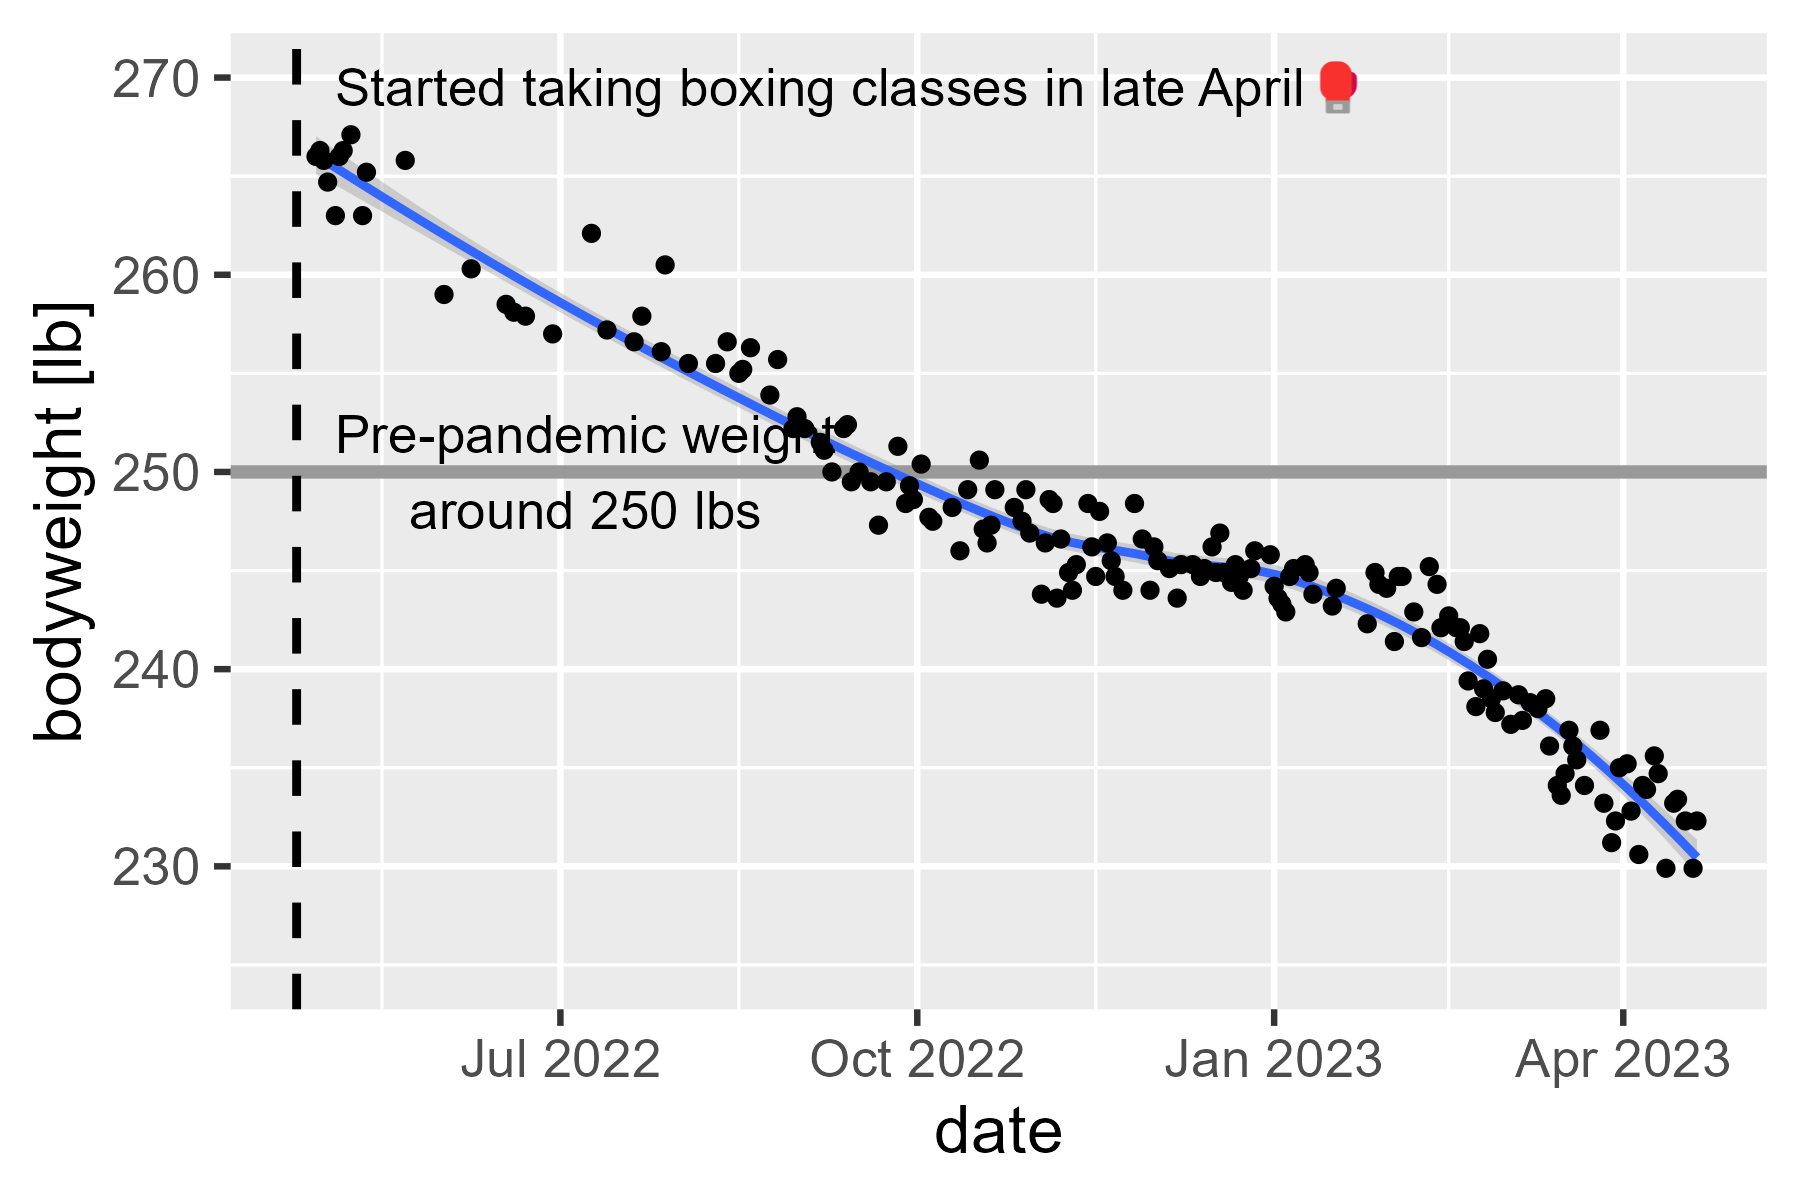 Started taking boxing classes in late April 🥊
Pre-pandemic weight
around 250 lbs
bodyweight [lb]
270
260
250
240
230
Jul 2022
Oct 2022
Jan 2023
Apr 2023
date